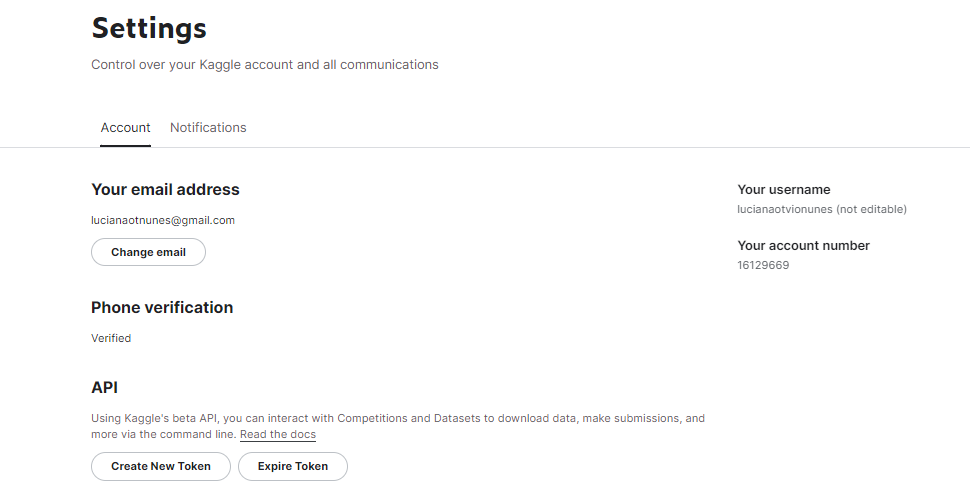 Settings
Control over your Kaggle account and all communications
Account
Notifications
Your email address
lucianaotnunes@gmail.com
Change email
Your username
lucianaotvionunes (not editable)
Your account number
16129669
Phone verification
Verified
API
Using Kaggle's beta API, you can interact with Competitions and Datasets to download data, make submissions, and
more via the command line. Read the docs
Create New Token
Expire Token